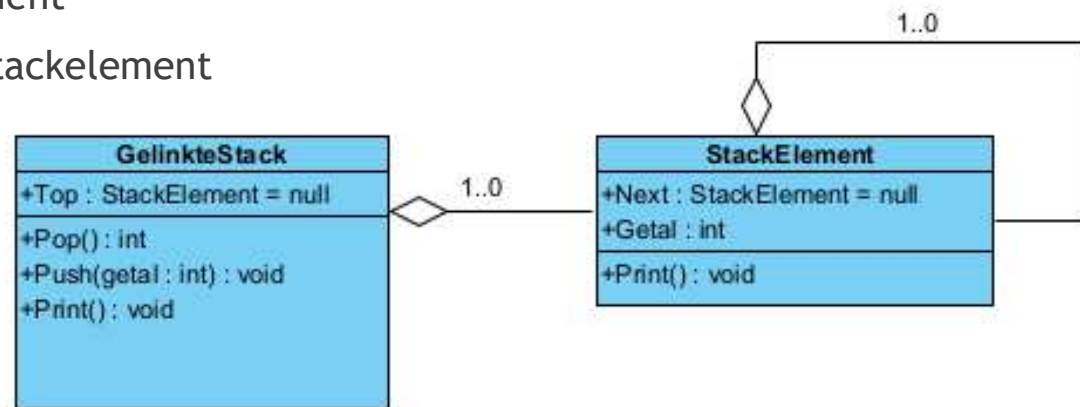 tackelement
1..0
GelinkteStack
+Top : StackElement = null
+Pop() : int
+Push(getal : int) : void
+Print() : void
1..0
StackElement
+Next : StackElement = null
+Getal : int
+Print() : void